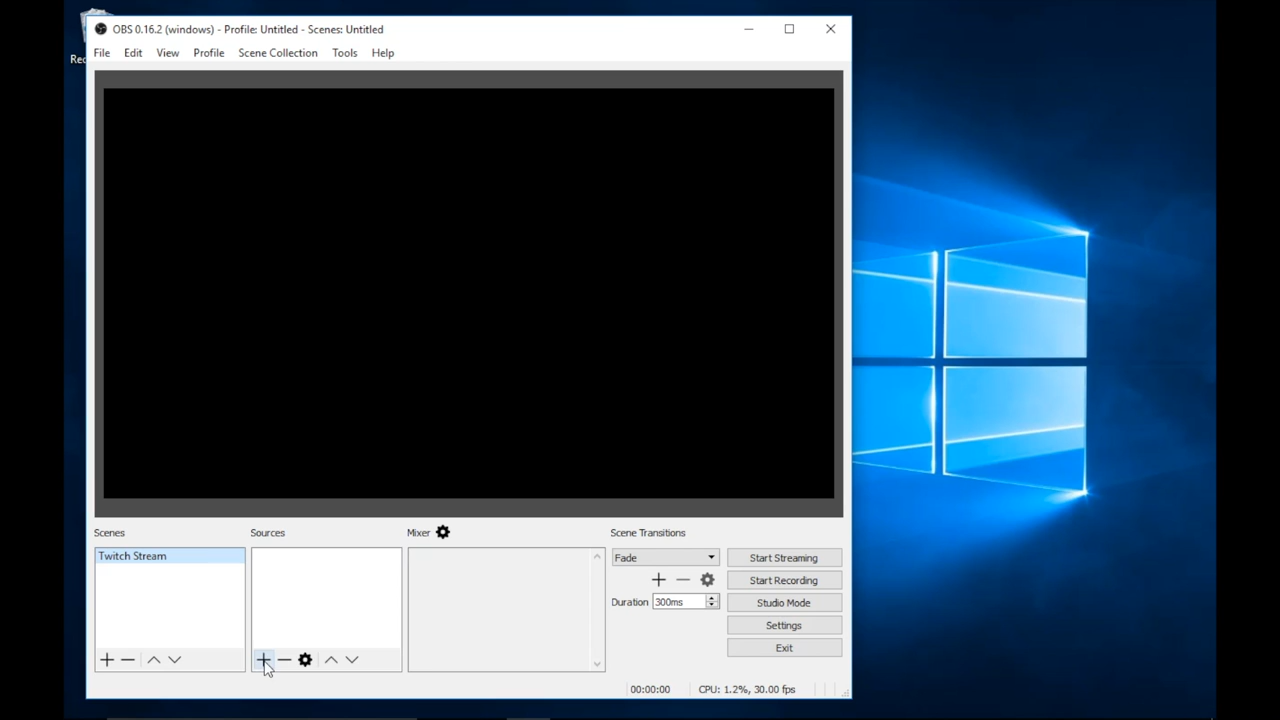 OBS 0.16.2 (windows) - Profile: Untitled - Scenes: Untitled
File Edit View Profile Scene Collection Tools Help
Scenes Sources Mixer Scene Transitions
Twitch Stream
Fade
Duration 300ms
Start Streaming
Start Recording
Studio Mode
Settings
Exit
00:00:00 CPU: 1.2%, 30.00 fps